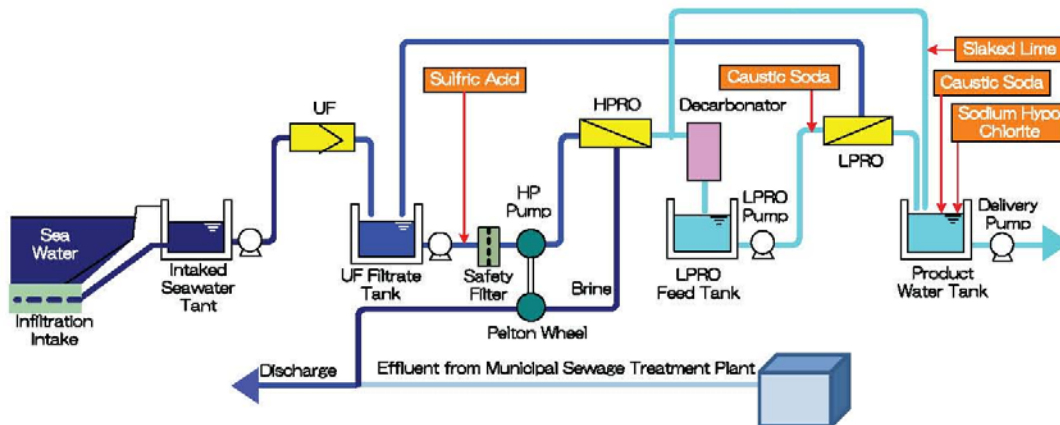 Slaked Lime
Sulfric Acid
Caustic Soda
Caustic Soda
UF
HPRO
Decarbonator
Sodium Hypo
Chlorite
LPRO
HP
Pump
LPRO
Pump
Delivery
Pump
Sea
Water
Intaked
Seawater
Tant
UF Filtrate
Tank
Safety
Filter
Brine
LPRO
Feed Tank
Product
Water Tank
Infiltration
Intake
Pelton Wheel
Discharge
Effluent from Municipal Sewage Treatment Plant